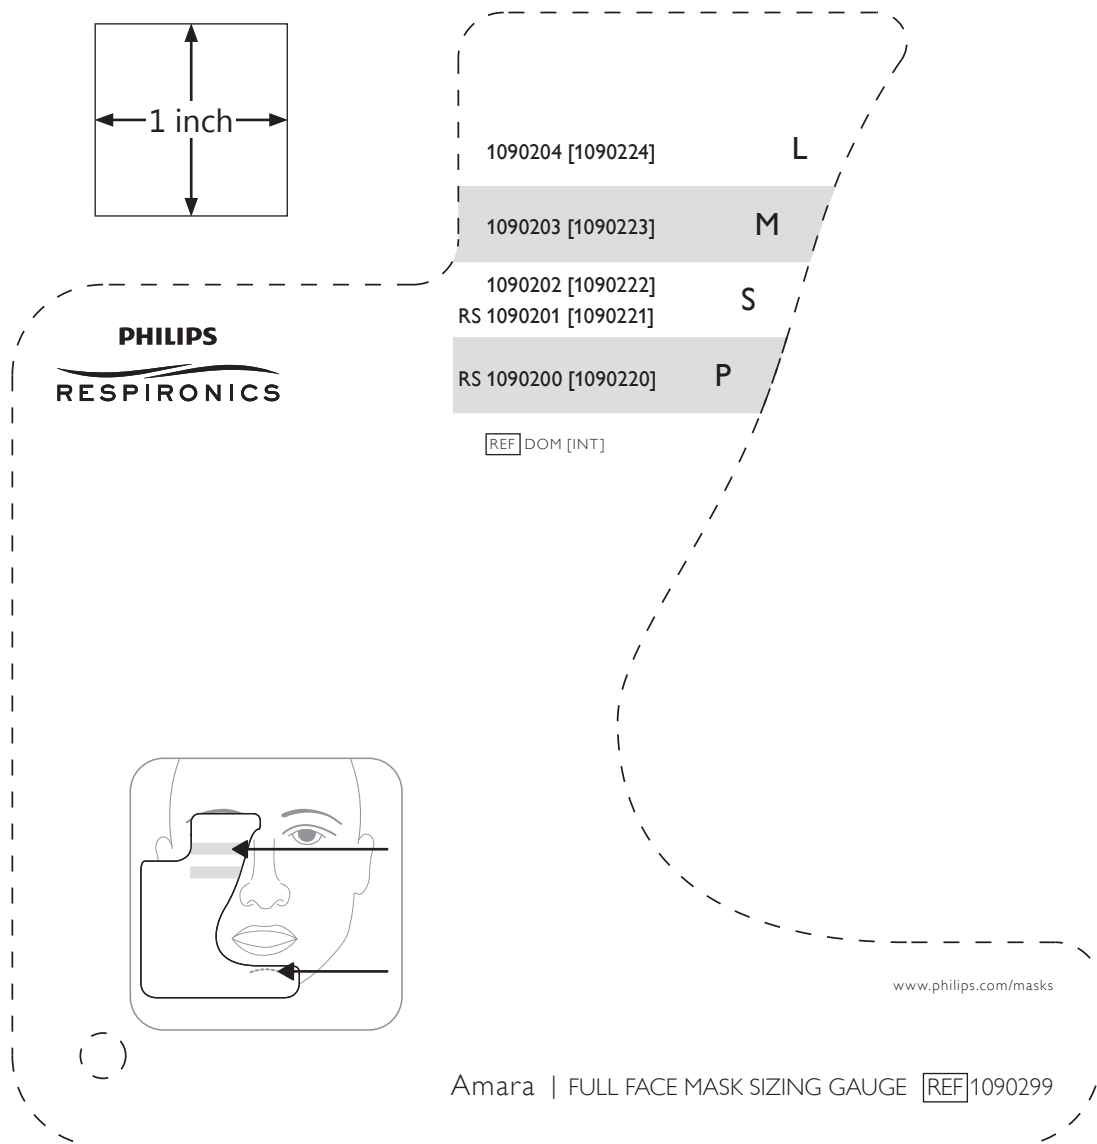 1 inch
1090204 [1090224] L
1090203 [1090223] M
1090202 [1090222]
RS 1090201 [1090221] S
RS 1090200 [1090220] P
REF DOM [INT]
PHILIPS
RESPIRONICS
www.philips.com/masks
Amara | FULL FACE MASK SIZING GAUGE REF 1090299